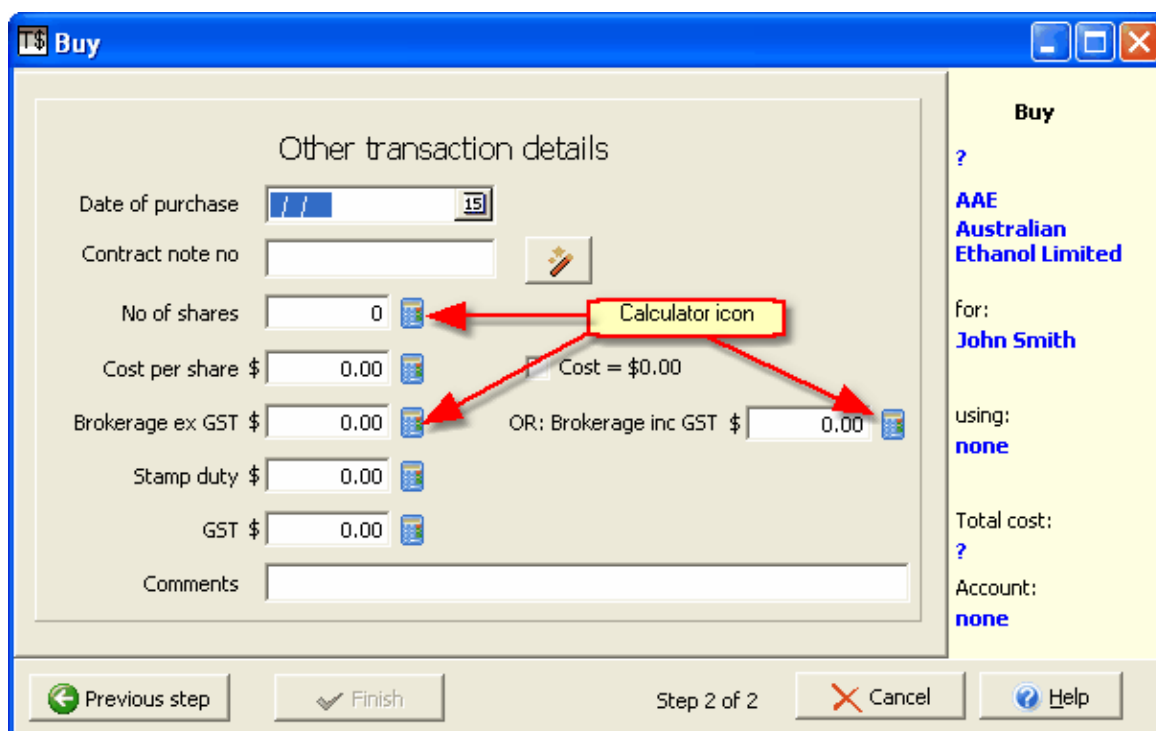 T$ Buy
Other transaction details
Date of purchase / / 15
Contract note no
No of shares 0
Calculator icon
Cost per share $ 0.00 Cost = $0.00
Brokerage ex GST $ 0.00 OR: Brokerage inc GST $ 0.00
Stamp duty $ 0.00
GST $ 0.00
Comments
Buy
?
AAE
Australian
Ethanol Limited
for:
John Smith
using:
none
Total cost:
?
Account:
none
Previous step Finish Step 2 of 2 Cancel Help